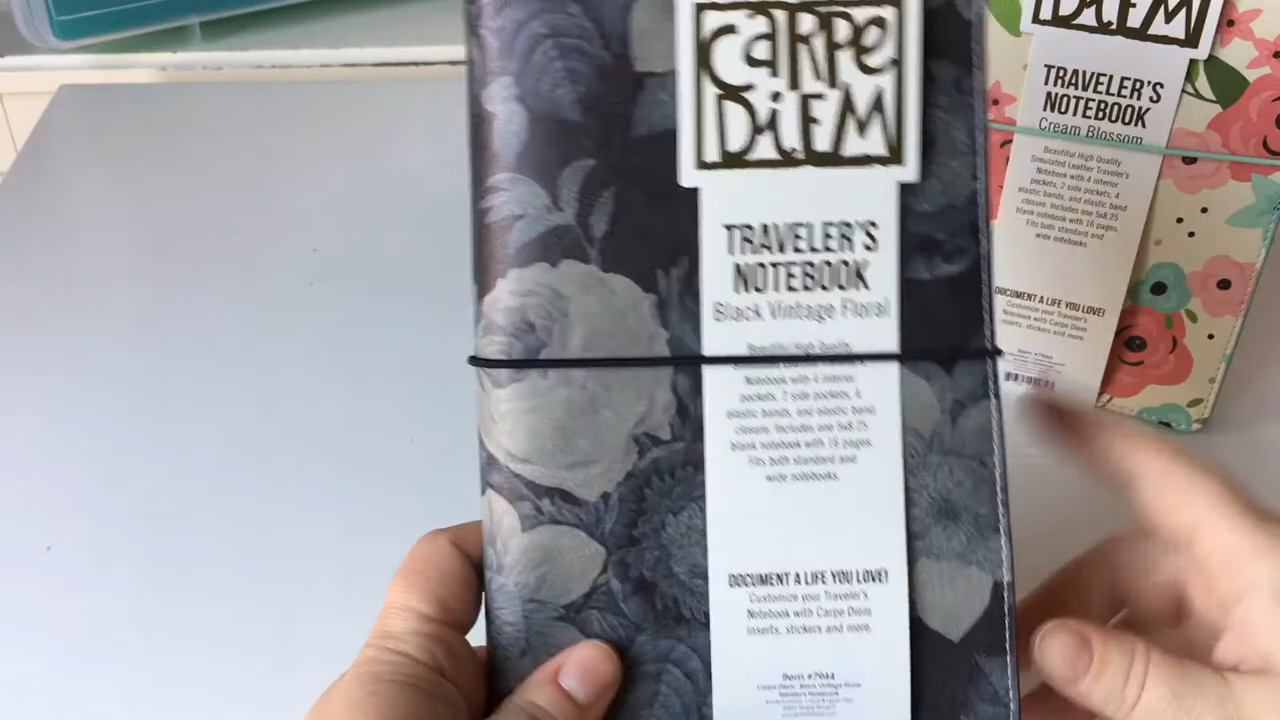 CARPE
DiEM
TRAVELER'S
NOTEBOOK
Black Vintage Floral
Beautiful High Quality
Notebook with 4 interior
pockets, 2 side pockets, 4
elastic bands, and elastic band
closure. Includes one 5x8.25
blank notebook with 16 pages.
Fits both standard and
wide notebooks.
DOCUMENT A LIFE YOU LOVE!
Customize your Traveler's
Notebook with Carpe Diem
inserts, stickers and more.
Item #7944
DiEM
TRAVELER'S
NOTEBOOK
Cream Blossom
Beautiful High Quality
Simulated Leather Traveler's
Notebook with 4 interior
pockets, 2 side pockets, 4
elastic bands, and elastic band
closure. Includes one 5x8.25
blank notebook with 16 pages.
Fits both standard and
wide notebooks.
DOCUMENT A LIFE YOU LOVE!
Customize your Traveler's
Notebook with Carpe Diem
inserts, stickers and more.